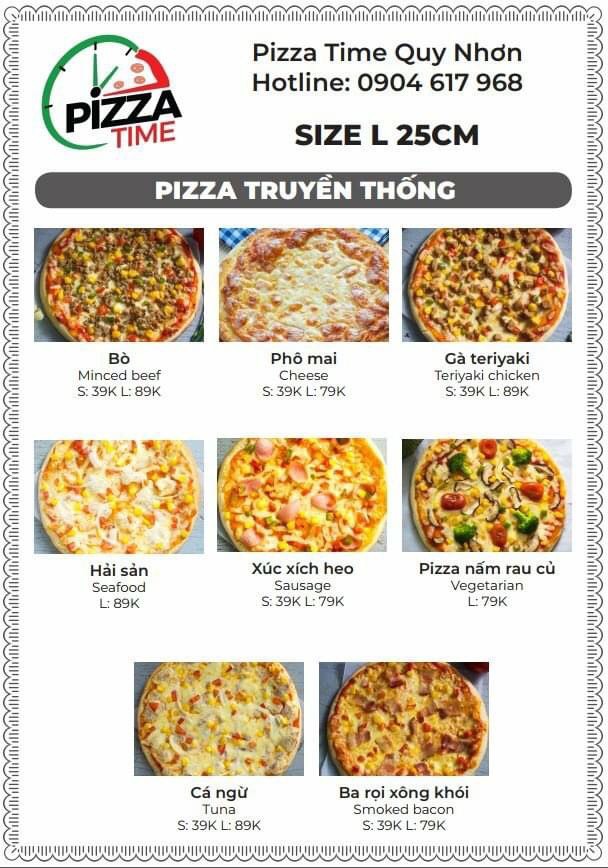 PIZZA
TIME
Pizza Time Quy Nhơn
Hotline: 0904 617 968
SIZE L 25CM
PIZZA TRUYỀN THỐNG
Bò
Minced beef
S: 39K L: 89K
Phô mai
Cheese
S: 39K L: 79K
Gà teriyaki
Teriyaki chicken
S: 39K L: 89K
Hải sản
Seafood
L: 89K
Xúc xích heo
Sausage
S: 39K L: 79K
Pizza nấm rau củ
Vegetarian
L: 79K
Cá ngừ
Tuna
S: 39K L: 89K
Ba rọi xông khói
Smoked bacon
S: 39K L: 79K